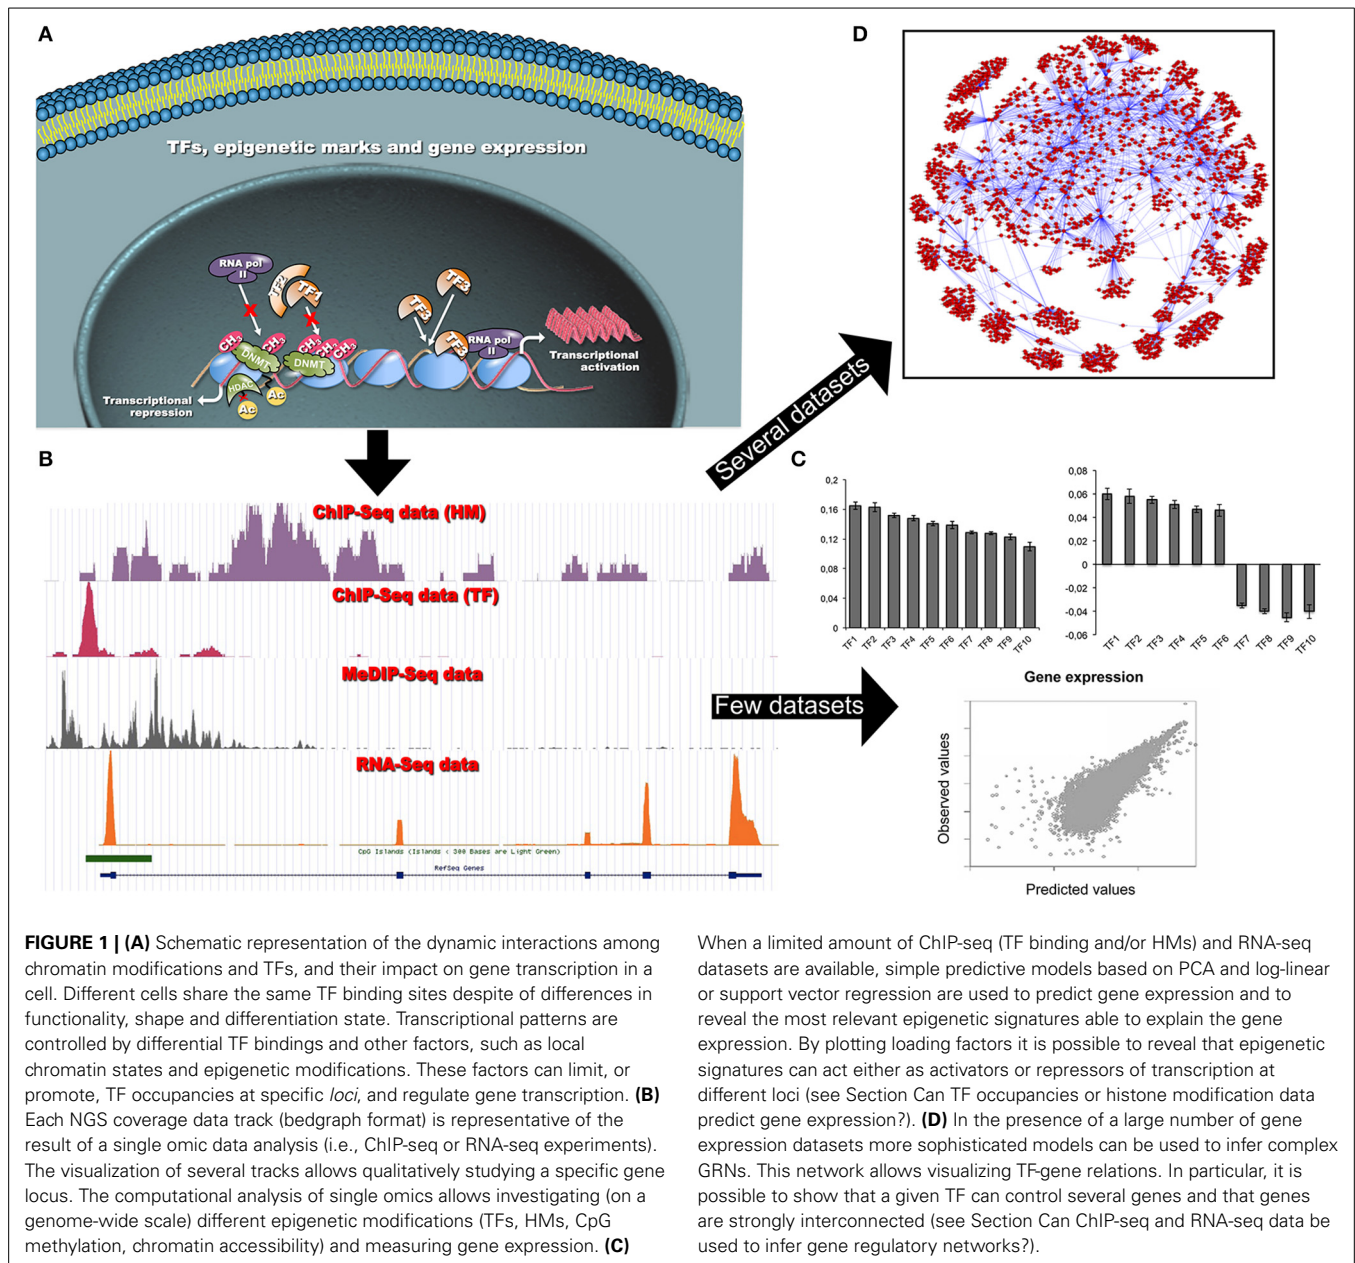 A
TFs, epigenetic marks and gene expression
RNA pol
II
TF2
TF1
TF3
TF3
TF3
RNA pol
II
CH3
CH3
CH3
CH3
CH3
DNMT
DNMT
HDAC
Ac
Ac
Transcriptional
activation
Transcriptional
repression
B
ChIP-Seq data (HM)
ChIP-Seq data (TF)
MeDIP-Seq data
RNA-Seq data
CpG Islands (Islands < 300 Bases are Light Green)
RefSeq Genes
Several datasets
Few datasets
D
C
0,2
0,16
0,12
0,08
0,04
0
TF1
TF2
TF3
TF4
TF5
TF6
TF7
TF8
TF9
TF10
0,08
0,06
0,04
0,02
0
-0,02
-0,04
-0,06
TF1
TF2
TF3
TF4
TF5
TF6
TF7
TF8
TF9
TF10
Gene expression
Observed values
Predicted values
FIGURE 1 | (A) Schematic representation of the dynamic interactions among
chromatin modifications and TFs, and their impact on gene transcription in a
cell. Different cells share the same TF binding sites despite of differences in
functionality, shape and differentiation state. Transcriptional patterns are
controlled by differential TF bindings and other factors, such as local
chromatin states and epigenetic modifications. These factors can limit, or
promote, TF occupancies at specific loci, and regulate gene transcription. (B)
Each NGS coverage data track (bedgraph format) is representative of the
result of a single omic data analysis (i.e., ChIP-seq or RNA-seq experiments).
The visualization of several tracks allows qualitatively studying a specific gene
locus. The computational analysis of single omics allows investigating (on a
genome-wide scale) different epigenetic modifications (TFs, HMs, CpG
methylation, chromatin accessibility) and measuring gene expression. (C)
When a limited amount of ChIP-seq (TF binding and/or HMs) and RNA-seq
datasets are available, simple predictive models based on PCA and log-linear
or support vector regression are used to predict gene expression and to
reveal the most relevant epigenetic signatures able to explain the gene
expression. By plotting loading factors it is possible to reveal that epigenetic
signatures can act either as activators or repressors of transcription at
different loci (see Section Can TF occupancies or histone modification data
predict gene expression?). (D) In the presence of a large number of gene
expression datasets more sophisticated models can be used to infer complex
GRNs. This network allows visualizing TF-gene relations. In particular, it is
possible to show that a given TF can control several genes and that genes
are strongly interconnected (see Section Can ChIP-seq and RNA-seq data be
used to infer gene regulatory networks?).